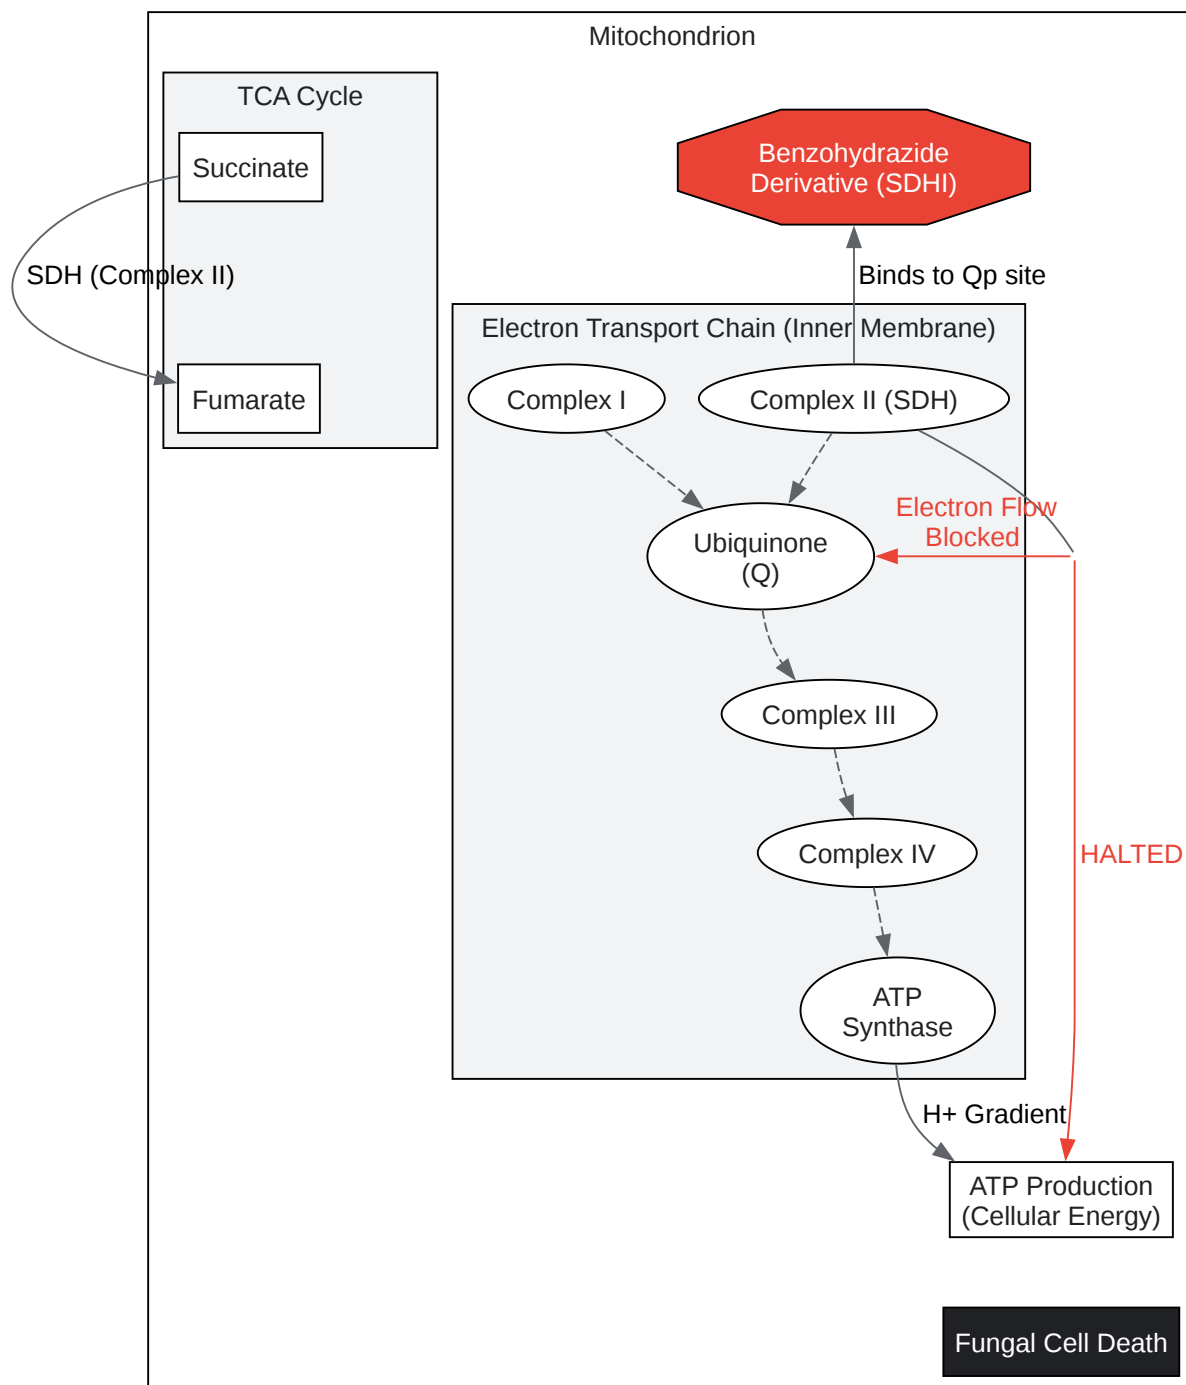 Mitochondrion
TCA Cycle
Succinate
SDH (Complex II)
Fumarate
Benzohydrazide
Derivative (SDHI)
Binds to Qp site
Electron Transport Chain (Inner Membrane)
Complex I
Complex II (SDH)
Electron Flow
Blocked
Ubiquinone
(Q)
Complex III
Complex IV
HALTED
ATP
Synthase
H+ Gradient
ATP Production
(Cellular Energy)
Fungal Cell Death